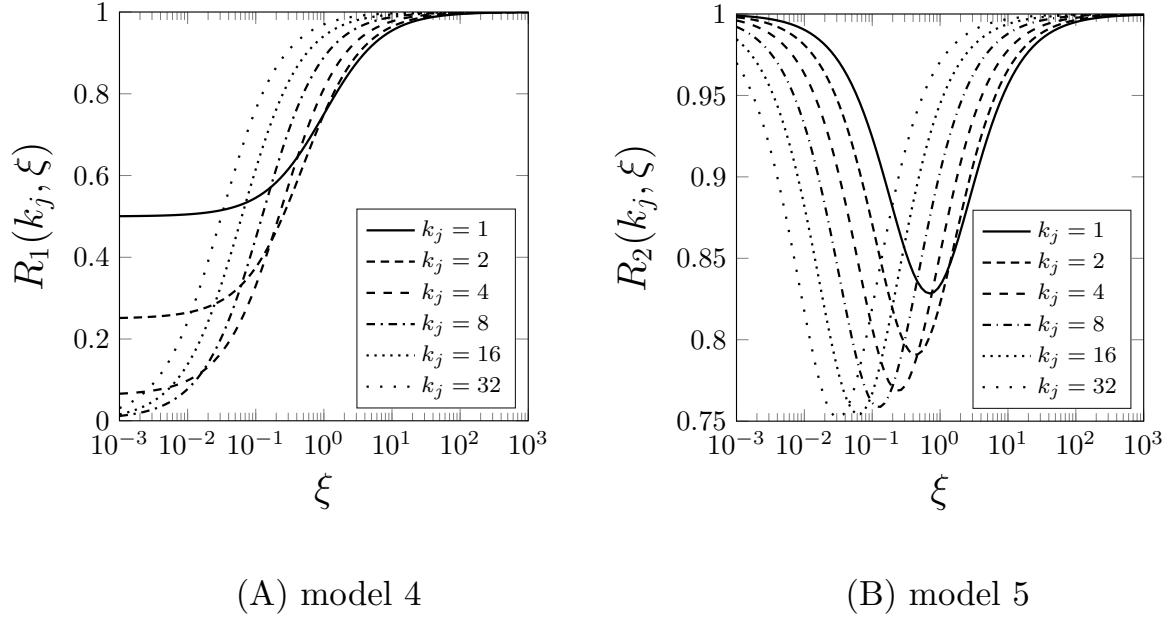 1
0.8
0.6
0.4
0.2
0
R₁(kⱼ, ξ)
10⁻³ 10⁻² 10⁻¹ 10⁰ 10¹ 10² 10³
ξ
kⱼ = 1
kⱼ = 2
kⱼ = 4
kⱼ = 8
kⱼ = 16
kⱼ = 32
(A) model 4
1
0.95
0.9
0.85
0.8
0.75
R₂(kⱼ, ξ)
10⁻³ 10⁻² 10⁻¹ 10⁰ 10¹ 10² 10³
ξ
kⱼ = 1
kⱼ = 2
kⱼ = 4
kⱼ = 8
kⱼ = 16
kⱼ = 32
(B) model 5